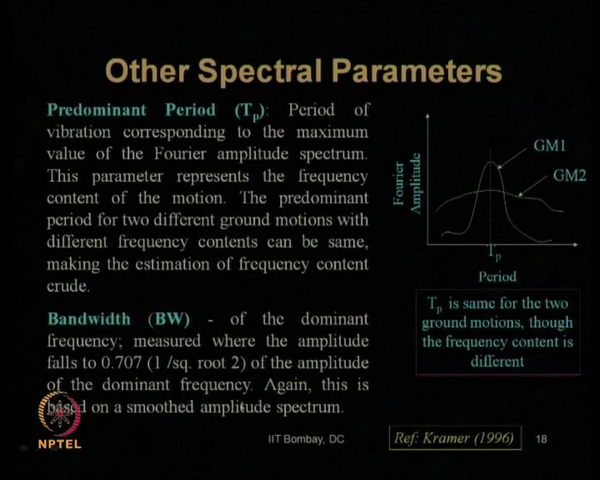 Other Spectral Parameters
Predominant Period (Tp): Period of
vibration corresponding to the maximum
value of the Fourier amplitude spectrum.
This parameter represents the frequency
content of the motion. The predominant
period for two different ground motions with
different frequency contents can be same,
making the estimation of frequency content
crude.
Bandwidth (BW) - of the dominant
frequency; measured where the amplitude
falls to 0.707 (1 /sq. root 2) of the amplitude
of the dominant frequency. Again, this is
based on a smoothed amplitude spectrum.
GM1
GM2
Fourier
Amplitude
Tp
Period
Tp is same for the two
ground motions, though
the frequency content is
different
NPTEL
IIT Bombay, DC
Ref: Kramer (1996)
18